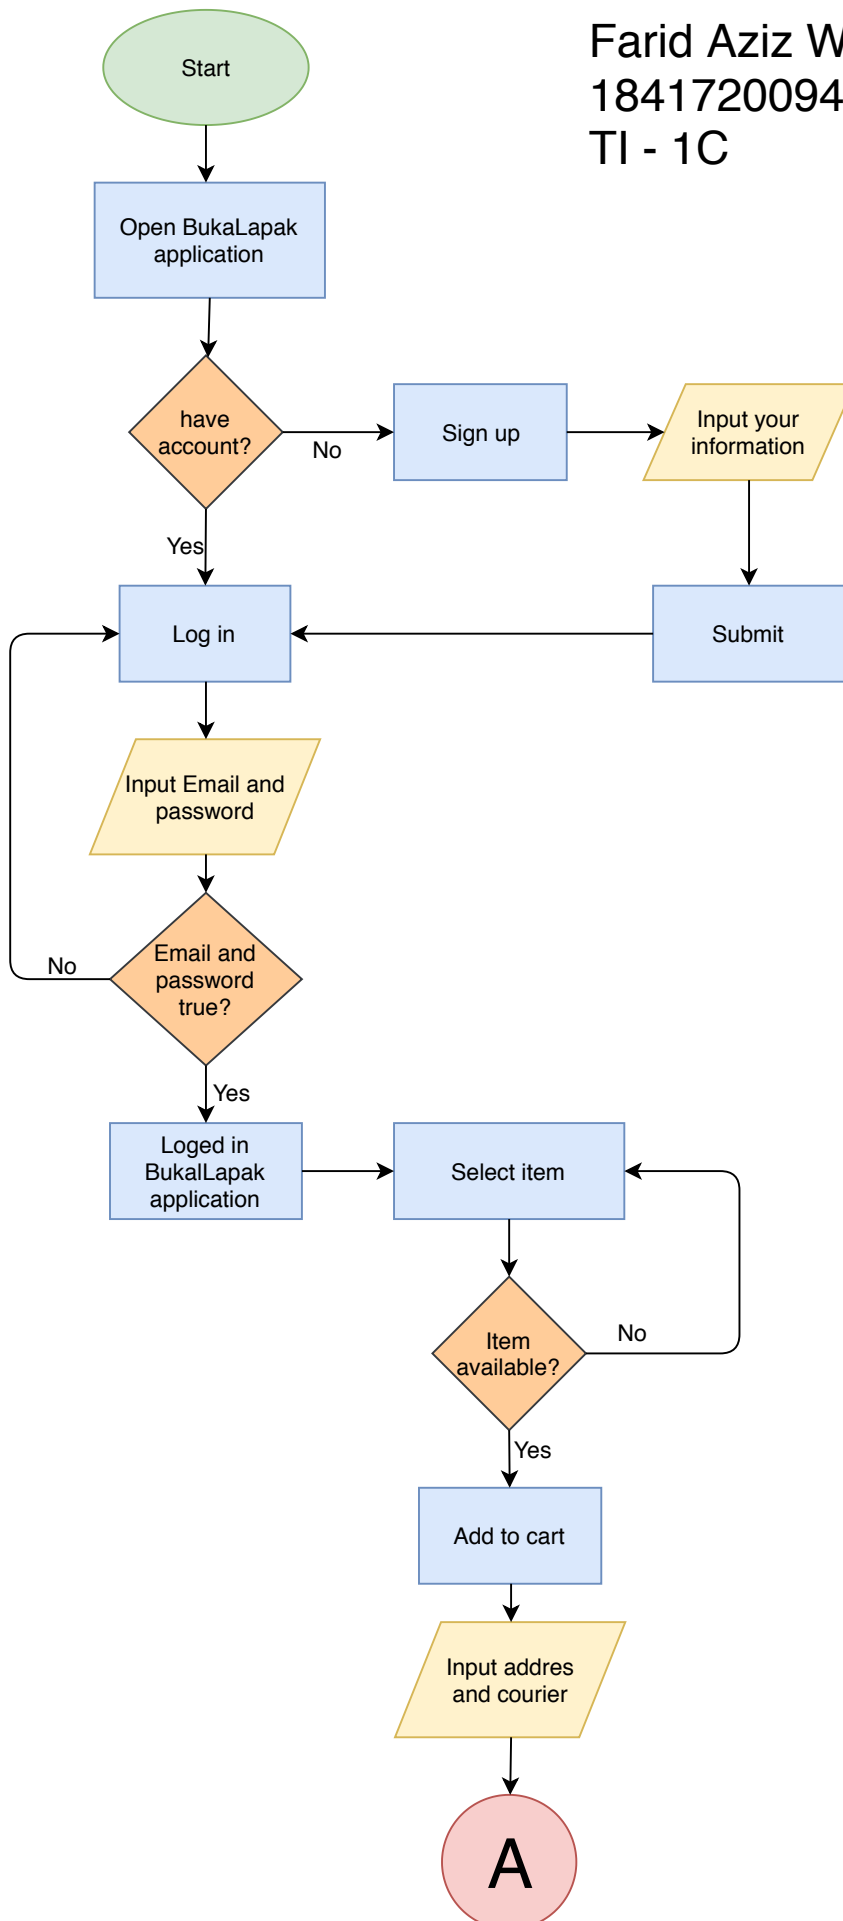 Farid Aziz W
1841720094
TI - 1C
Start
Open BukaLapak
application
have
account?
No
Sign up
Input your
information
Yes
Log in
Submit
Input Email and
password
Email and
password
true?
No
Yes
Loged in
BukalLapak
application
Select item
Item
available?
No
Yes
Add to cart
Input addres
and courier
A